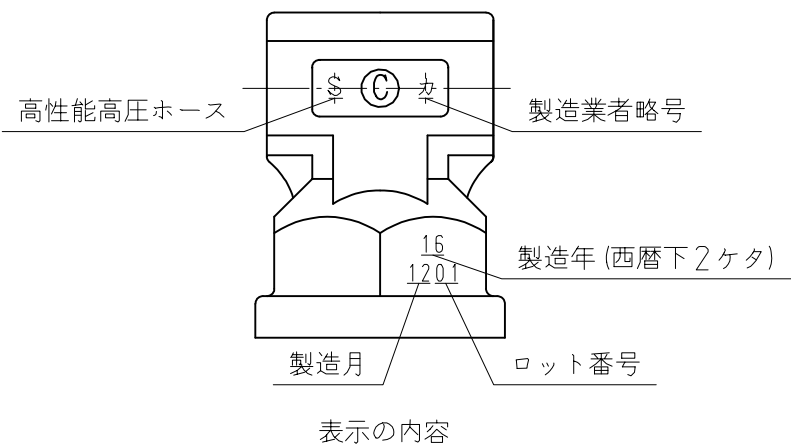 S C カ
高性能高圧ホース
製造業者略号
16
製造年(西暦下2ケタ)
1201
製造月
ロット番号
表示の内容